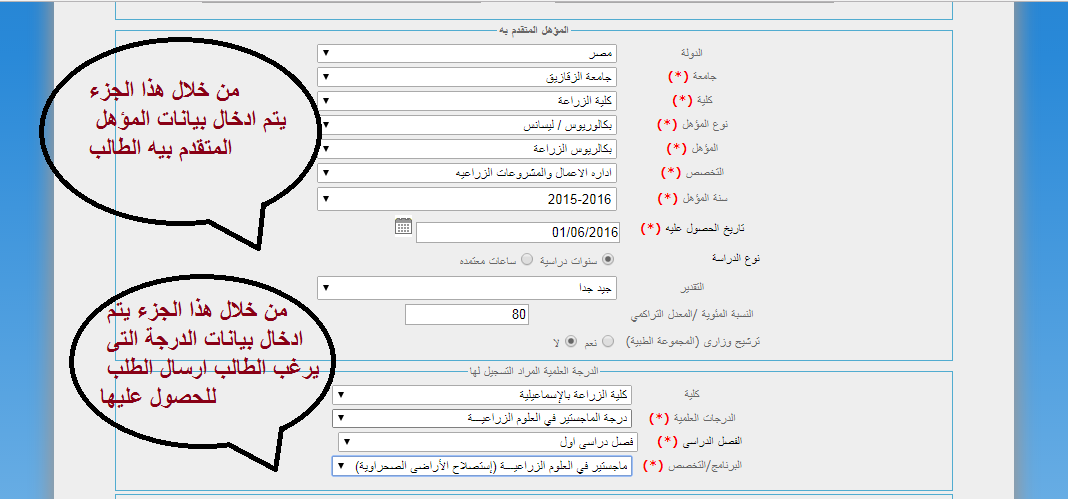 المؤهل المتقدم به
الدولة مصر
جامعة (*) جامعة الزقازيق
كلية (*) كلية الزراعة
نوع المؤهل (*) بكالوريوس / ليسانس
المؤهل (*) بكالريوس الزراعة
التخصص (*) اداره الاعمال والمشروعات الزراعيه
سنة المؤهل (*) 2015-2016
تاريخ الحصول عليه (*) 01/06/2016
نوع الدراسة سنوات دراسية ساعات معتمده
التقدير جيد جدا
النسبة المئوية /المعدل التراكمي 80
ترشيح وزارى (المجموعة الطبية) نعم لا
من خلال هذا الجزء
يتم ادخال بيانات المؤهل
المتقدم بيه الطالب
الدرجة العلمية المراد التسجيل لها
كلية كلية الزراعة بالإسماعيلية
الدرجات العلمية (*) درجة الماجستير في العلوم الزراعيـــة
الفصل الدراسى (*) فصل دراسى اول
البرنامج/التخصص (*) ماجستير في العلوم الزراعيـــة (إستصلاح الأراضى الصحراوية)
من خلال هذا الجزء يتم
ادخال بيانات الدرجة التى
يرغب الطالب ارسال الطلب
للحصول عليها